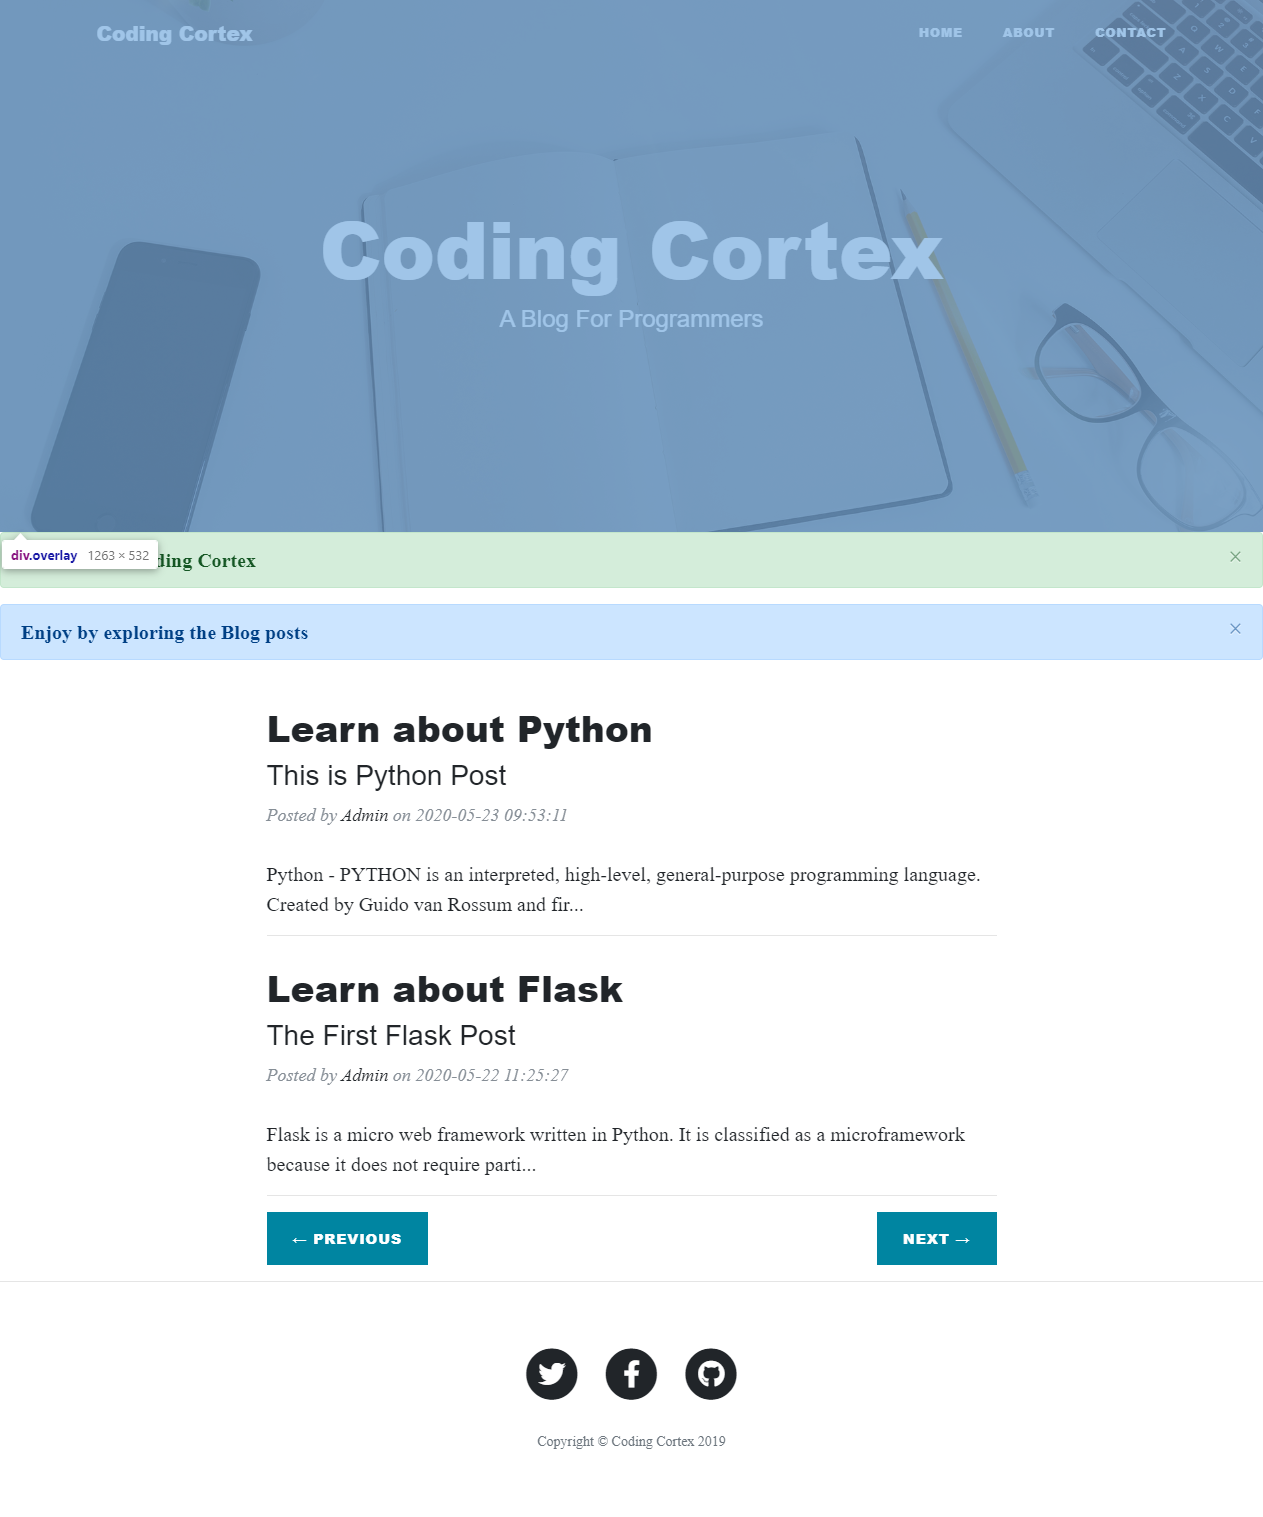 Coding Cortex
HOME ABOUT CONTACT
Coding Cortex
A Blog For Programmers
div.overlay 1263 × 532
ding Cortex ×
Enjoy by exploring the Blog posts ×
Learn about Python
This is Python Post
Posted by Admin on 2020-05-23 09:53:11
Python - PYTHON is an interpreted, high-level, general-purpose programming language.
Created by Guido van Rossum and fir...
Learn about Flask
The First Flask Post
Posted by Admin on 2020-05-22 11:25:27
Flask is a micro web framework written in Python. It is classified as a microframework
because it does not require parti...
← PREVIOUS
NEXT →
Copyright © Coding Cortex 2019